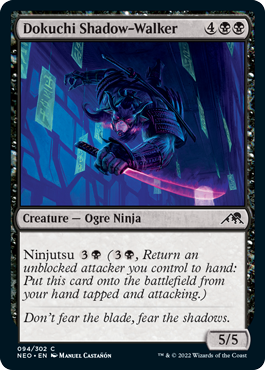 Dokuchi Shadow-Walker 4
Creature — Ogre Ninja
Ninjutsu 3 (3, Return an
unblocked attacker you control to hand:
Put this card onto the battlefield from
your hand tapped and attacking.)
Don't fear the blade, fear the shadows.
5/5
094/302 C
NEO • EN Manuel Castañón
™ & © 2022 Wizards of the Coast